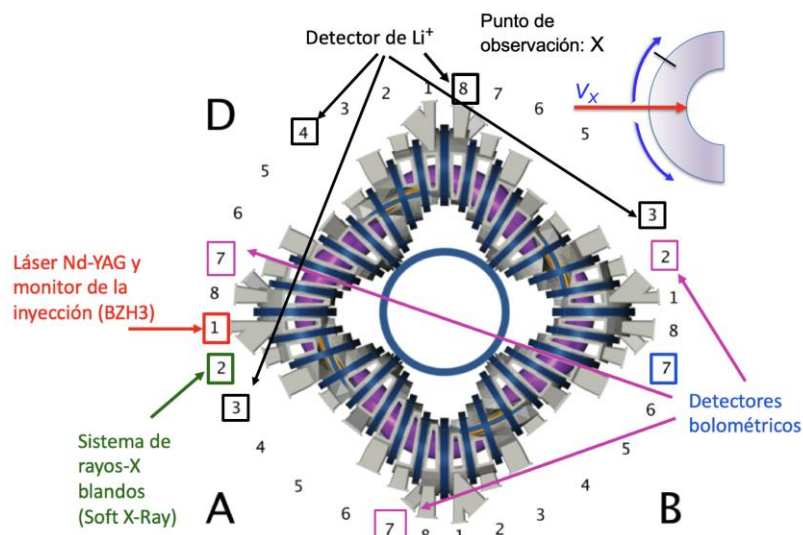 Punto de
observación: X
Detector de Li⁺
V_X
D
8
1
7
2
3
6
4
5
5
3
6
7
2
Láser Nd-YAG y
monitor de la
inyección (BZH3)
8
1
1
8
2
7
3
6
Detectores
bolométricos
4
5
Sistema de
rayos-X
blandos
(Soft X-Ray)
5
4
A
6
3
B
7
8
1
2